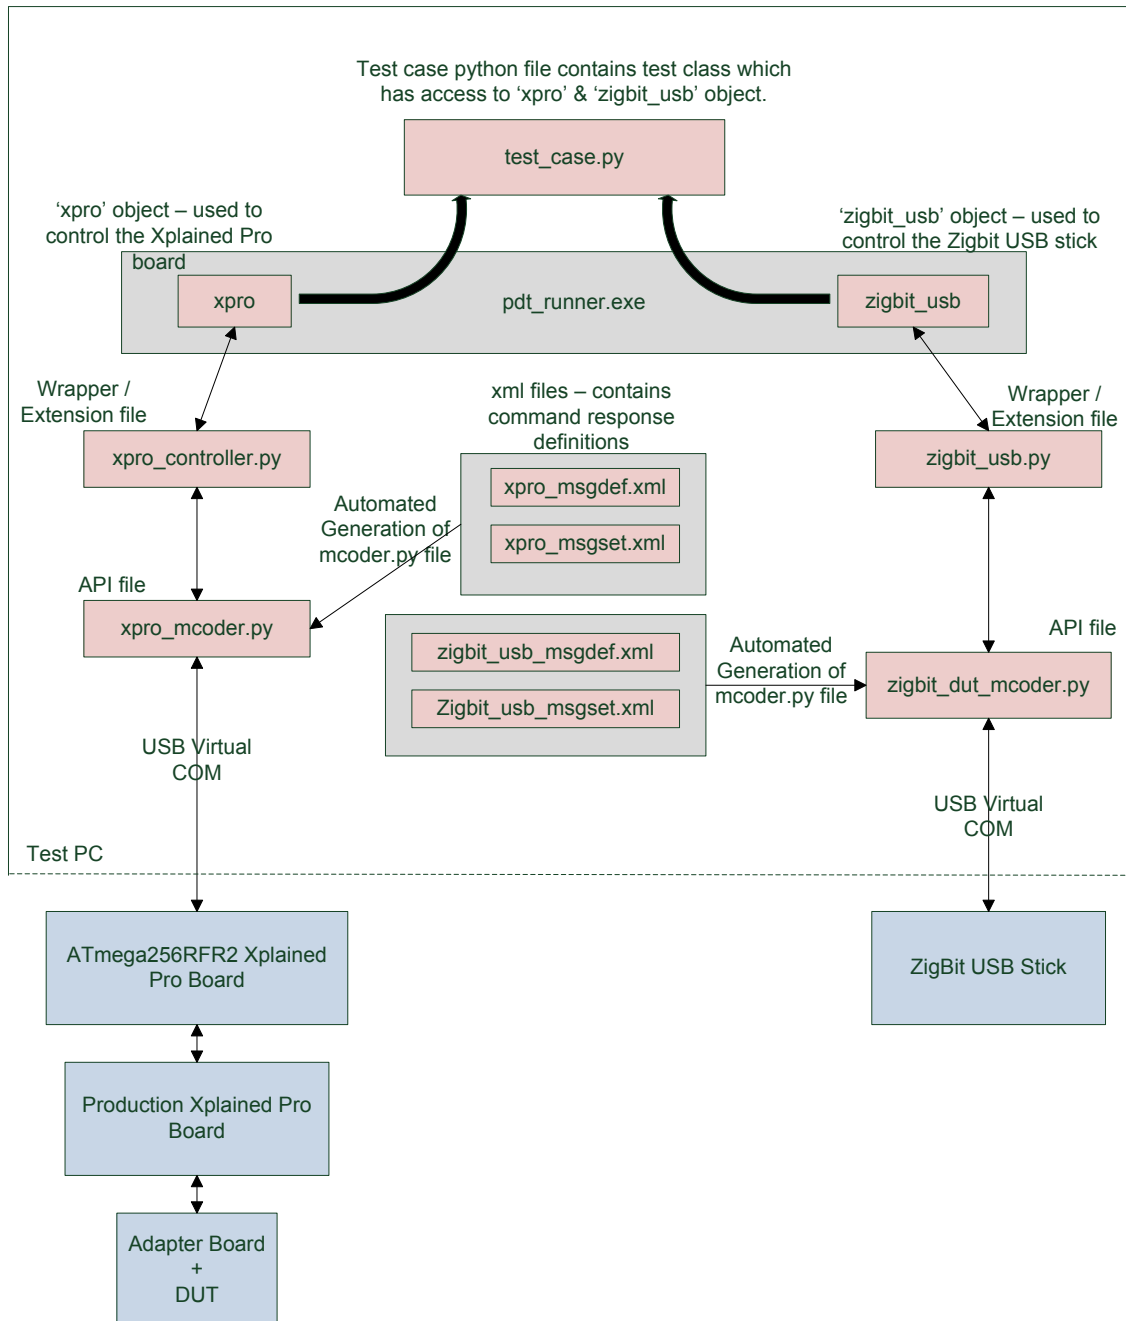 Test case python file contains test class which
has access to ‘xpro’ & ‘zigbit_usb’ object.
test_case.py
‘xpro’ object – used to
control the Xplained Pro
board
‘zigbit_usb’ object – used to
control the Zigbit USB stick
xpro
pdt_runner.exe
zigbit_usb
Wrapper /
Extension file
xml files – contains
command response
definitions
Wrapper /
Extension file
xpro_controller.py
zigbit_usb.py
xpro_msgdef.xml
xpro_msgset.xml
Automated
Generation of
mcoder.py file
API file
xpro_mcoder.py
zigbit_usb_msgdef.xml
Zigbit_usb_msgset.xml
Automated
Generation of
mcoder.py file
API file
zigbit_dut_mcoder.py
USB Virtual
COM
USB Virtual
COM
Test PC
ATmega256RFR2 Xplained
Pro Board
ZigBit USB Stick
Production Xplained Pro
Board
Adapter Board
+
DUT